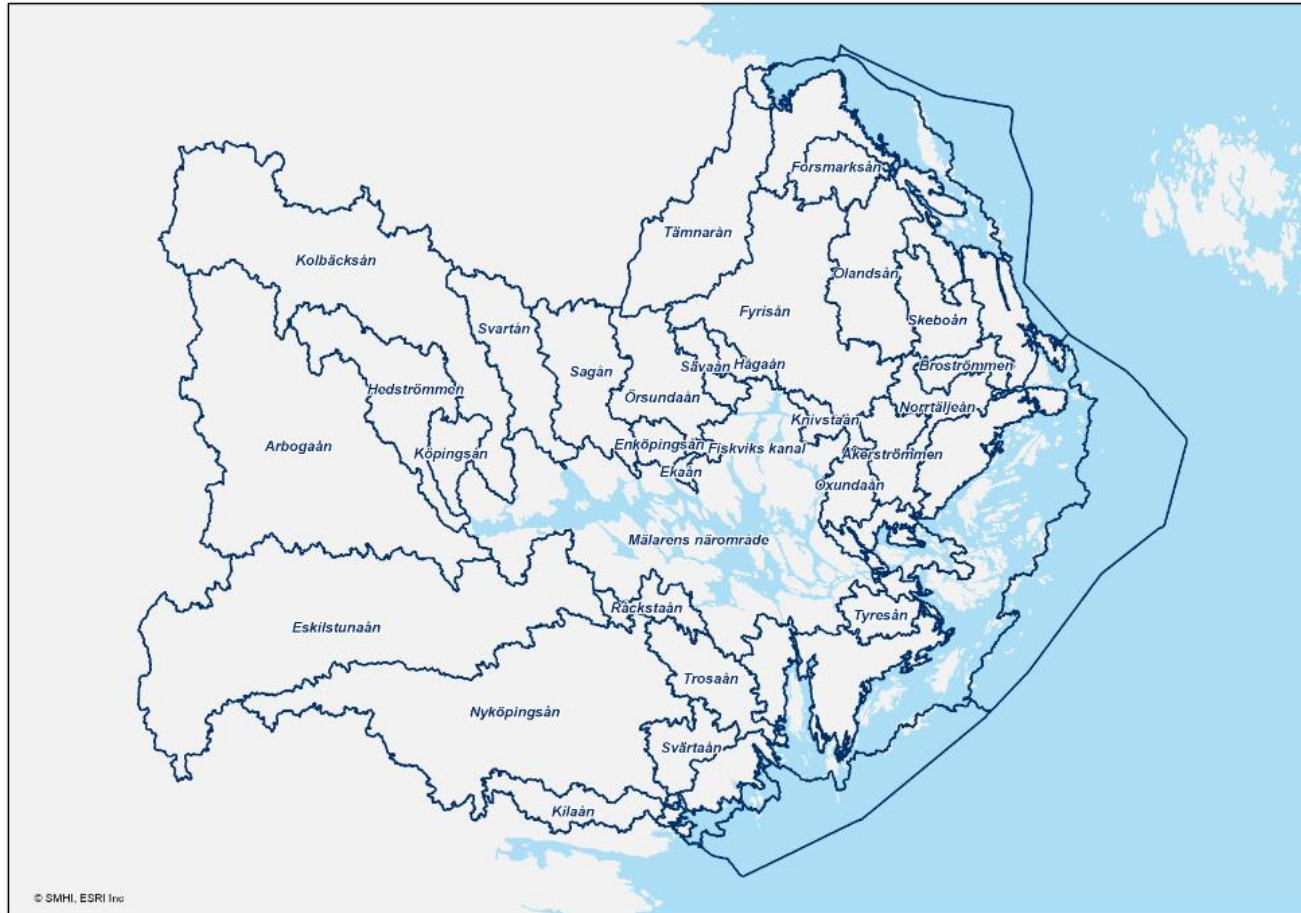 Forsmarksån
Tämnarån
Kolbäcksån
Olandsån
Svartån
Fyrisån
Skeboån
Sävaån
Hågaån
Broströmmen
Sagån
Hedströmmen
Örsundaån
Norrtäljeån
Knivstaån
Arbogaån
Köpingsån
Enköpingsån
Fiskviks kanal
Åkerströmmen
Ekaån
Oxundaån
Mälarens närområde
Råckstaån
Tyresån
Eskilstunaån
Trosaån
Nyköpingsån
Svärtaån
Kilaån
© SMHI, ESRI Inc